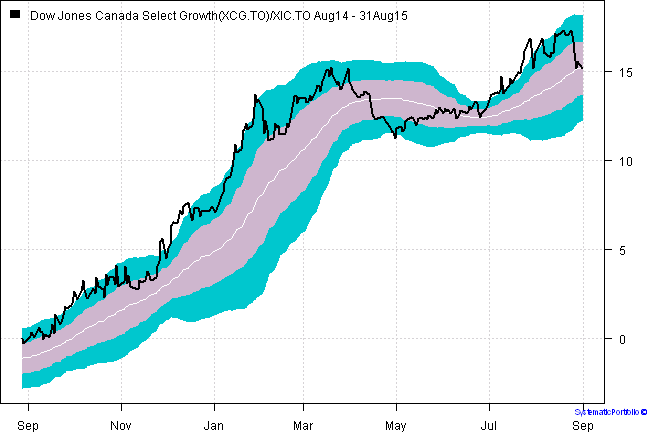 Dow Jones Canada Select Growth(XCG.TO)/XIC.TO Aug14 - 31Aug15
15
10
5
0
SystematicPortfolio ©
Sep Nov Jan Mar May Jul Sep